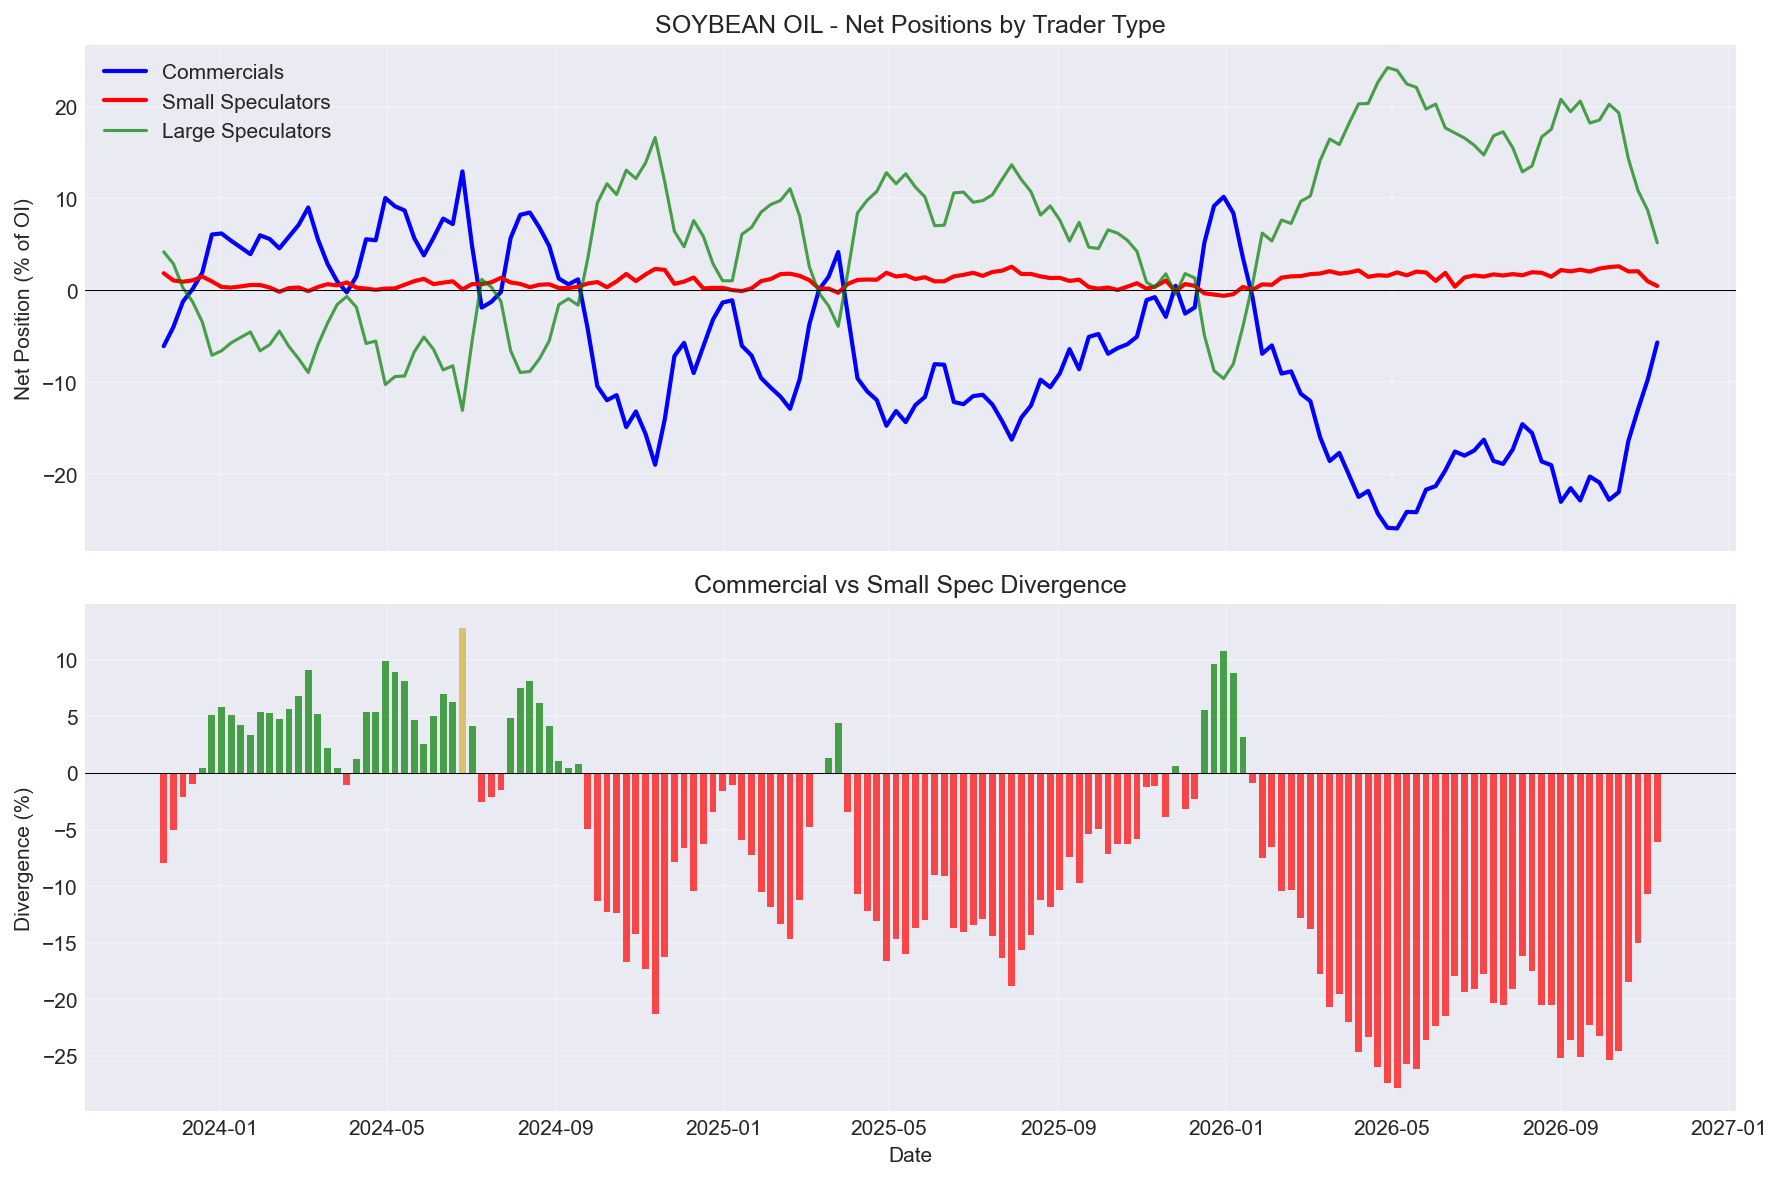 SOYBEAN OIL - Net Positions by Trader Type
Commercials
Small Speculators
Large Speculators
Net Position (% of OI)
20
10
0
−10
−20
Commercial vs Small Spec Divergence
Divergence (%)
10
5
0
−5
−10
−15
−20
−25
2024-01 2024-05 2024-09 2025-01 2025-05 2025-09 2026-01 2026-05 2026-09 2027-01
Date